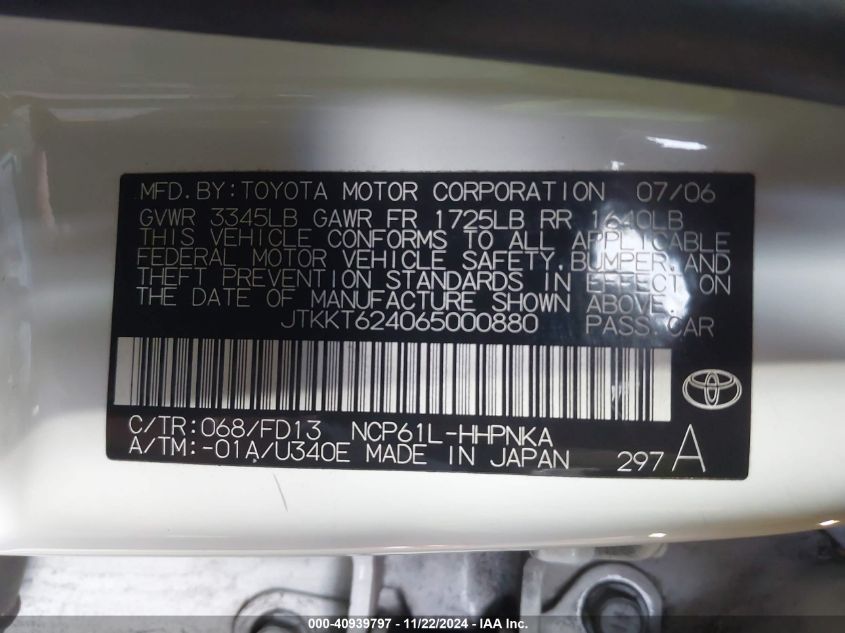 MFD. BY: TOYOTA MOTOR CORPORATION 07/06
GVWR 3345LB GAWR FR 1725LB RR 1640LB
THIS VEHICLE CONFORMS TO ALL APPLICABLE
FEDERAL MOTOR VEHICLE SAFETY, BUMPER, AND
THEFT PREVENTION STANDARDS IN EFFECT ON
THE DATE OF MANUFACTURE SHOWN ABOVE.
JTKKT624065000880 PASS. CAR
C/TR: 068/FD13 NCP61L-HHPNKA
A/TM: -01A/U340E MADE IN JAPAN 297 A
000-40939797 - 11/22/2024 - IAA Inc.